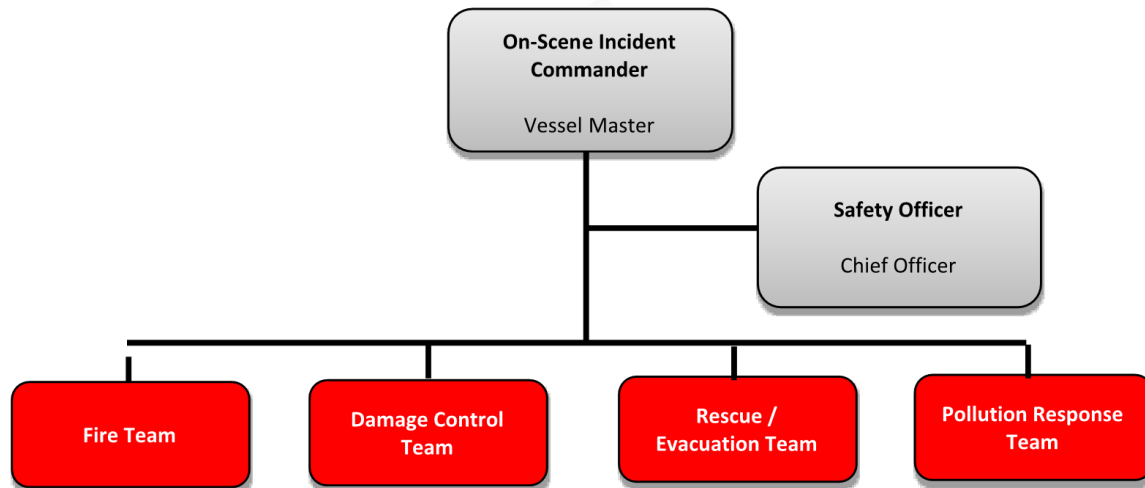 On-Scene Incident
Commander
Vessel Master
Safety Officer
Chief Officer
Fire Team
Damage Control
Team
Rescue /
Evacuation Team
Pollution Response
Team